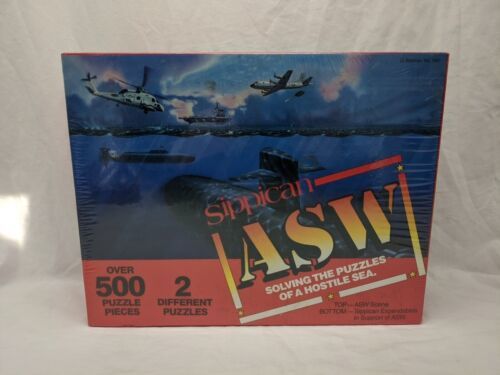 Sippican
ASW
SOLVING THE PUZZLES
OF A HOSTILE SEA.
OVER
500
PUZZLE
PIECES
2
DIFFERENT
PUZZLES
TOP—ASW Scene
BOTTOM—Sippican Expendables
in Support of ASW